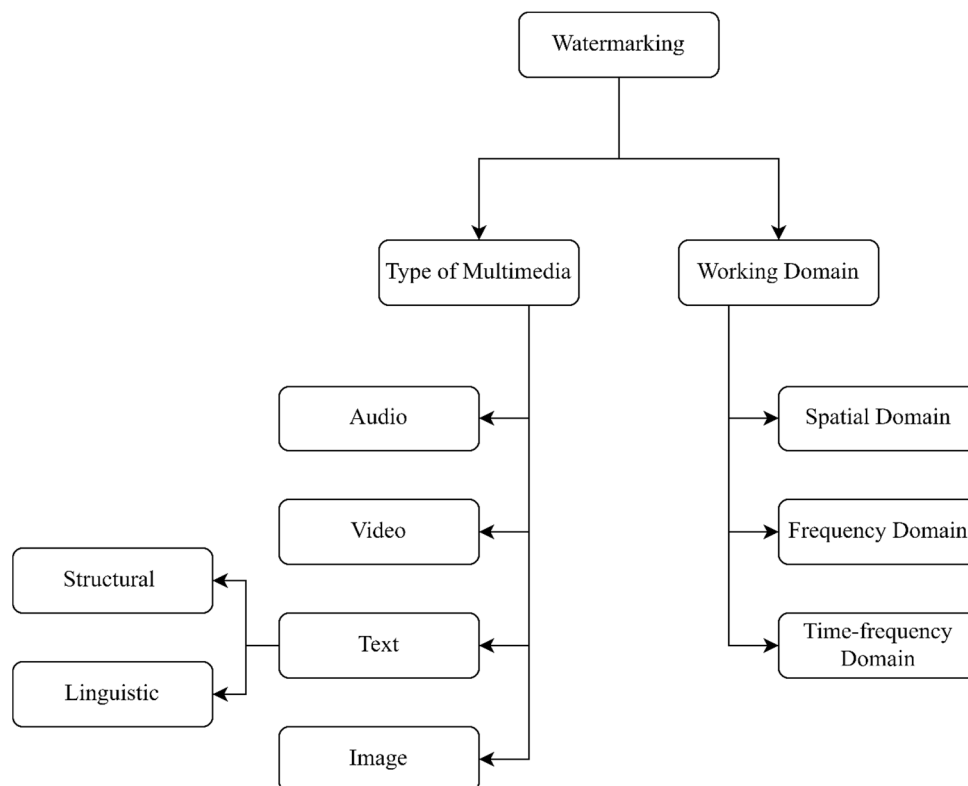 Watermarking
Type of Multimedia
Working Domain
Audio
Spatial Domain
Video
Frequency Domain
Structural
Text
Time-frequency
Domain
Linguistic
Image